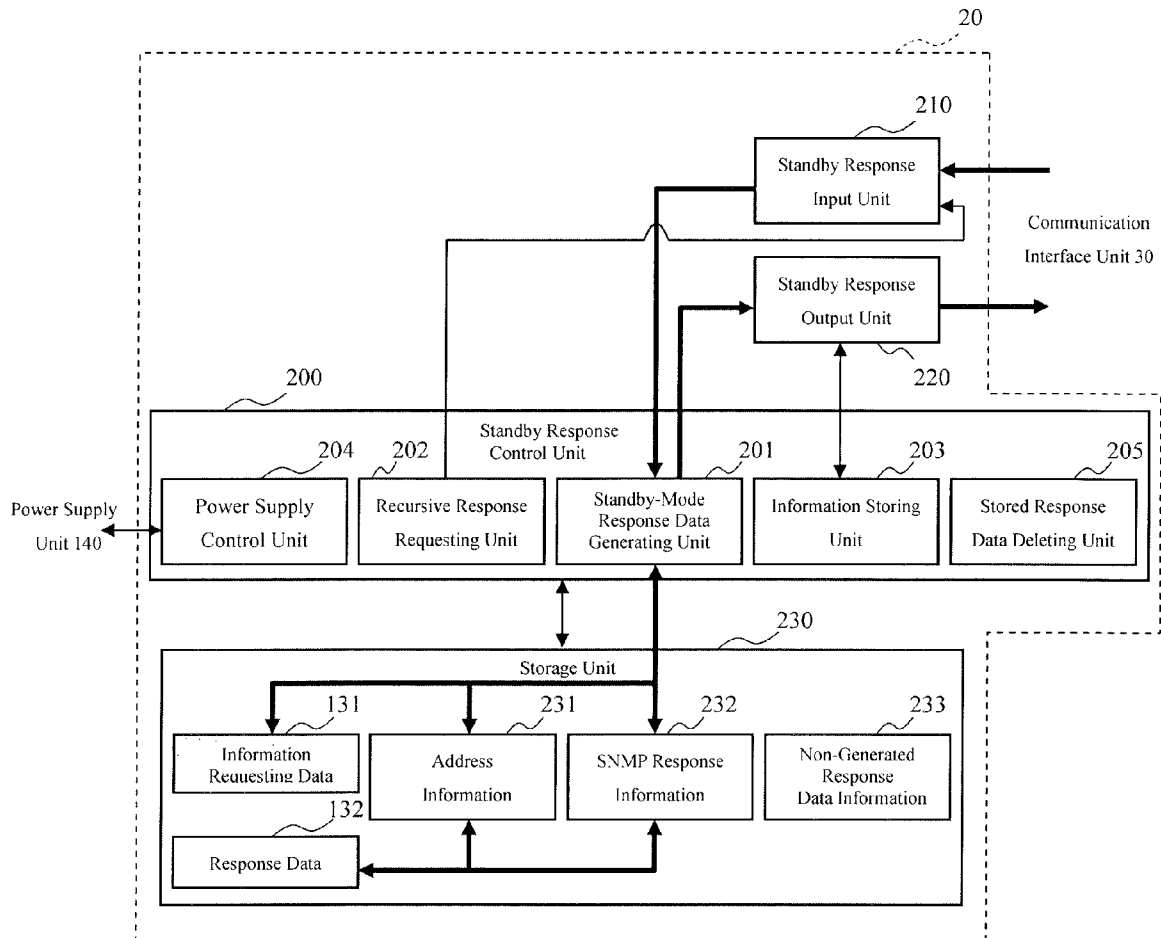 20
210
Standby Response
Input Unit
Communication
Interface Unit 30
Standby Response
Output Unit
220
200
Standby Response
Control Unit
204
202
201
203
205
Power Supply
Unit 140
Power Supply
Control Unit
Recursive Response
Requesting Unit
Standby-Mode
Response Data
Generating Unit
Information Storing
Unit
Stored Response
Data Deleting Unit
230
Storage Unit
131
231
232
233
Information
Requesting Data
Address
Information
SNMP Response
Information
Non-Generated
Response
Data Information
132
Response Data